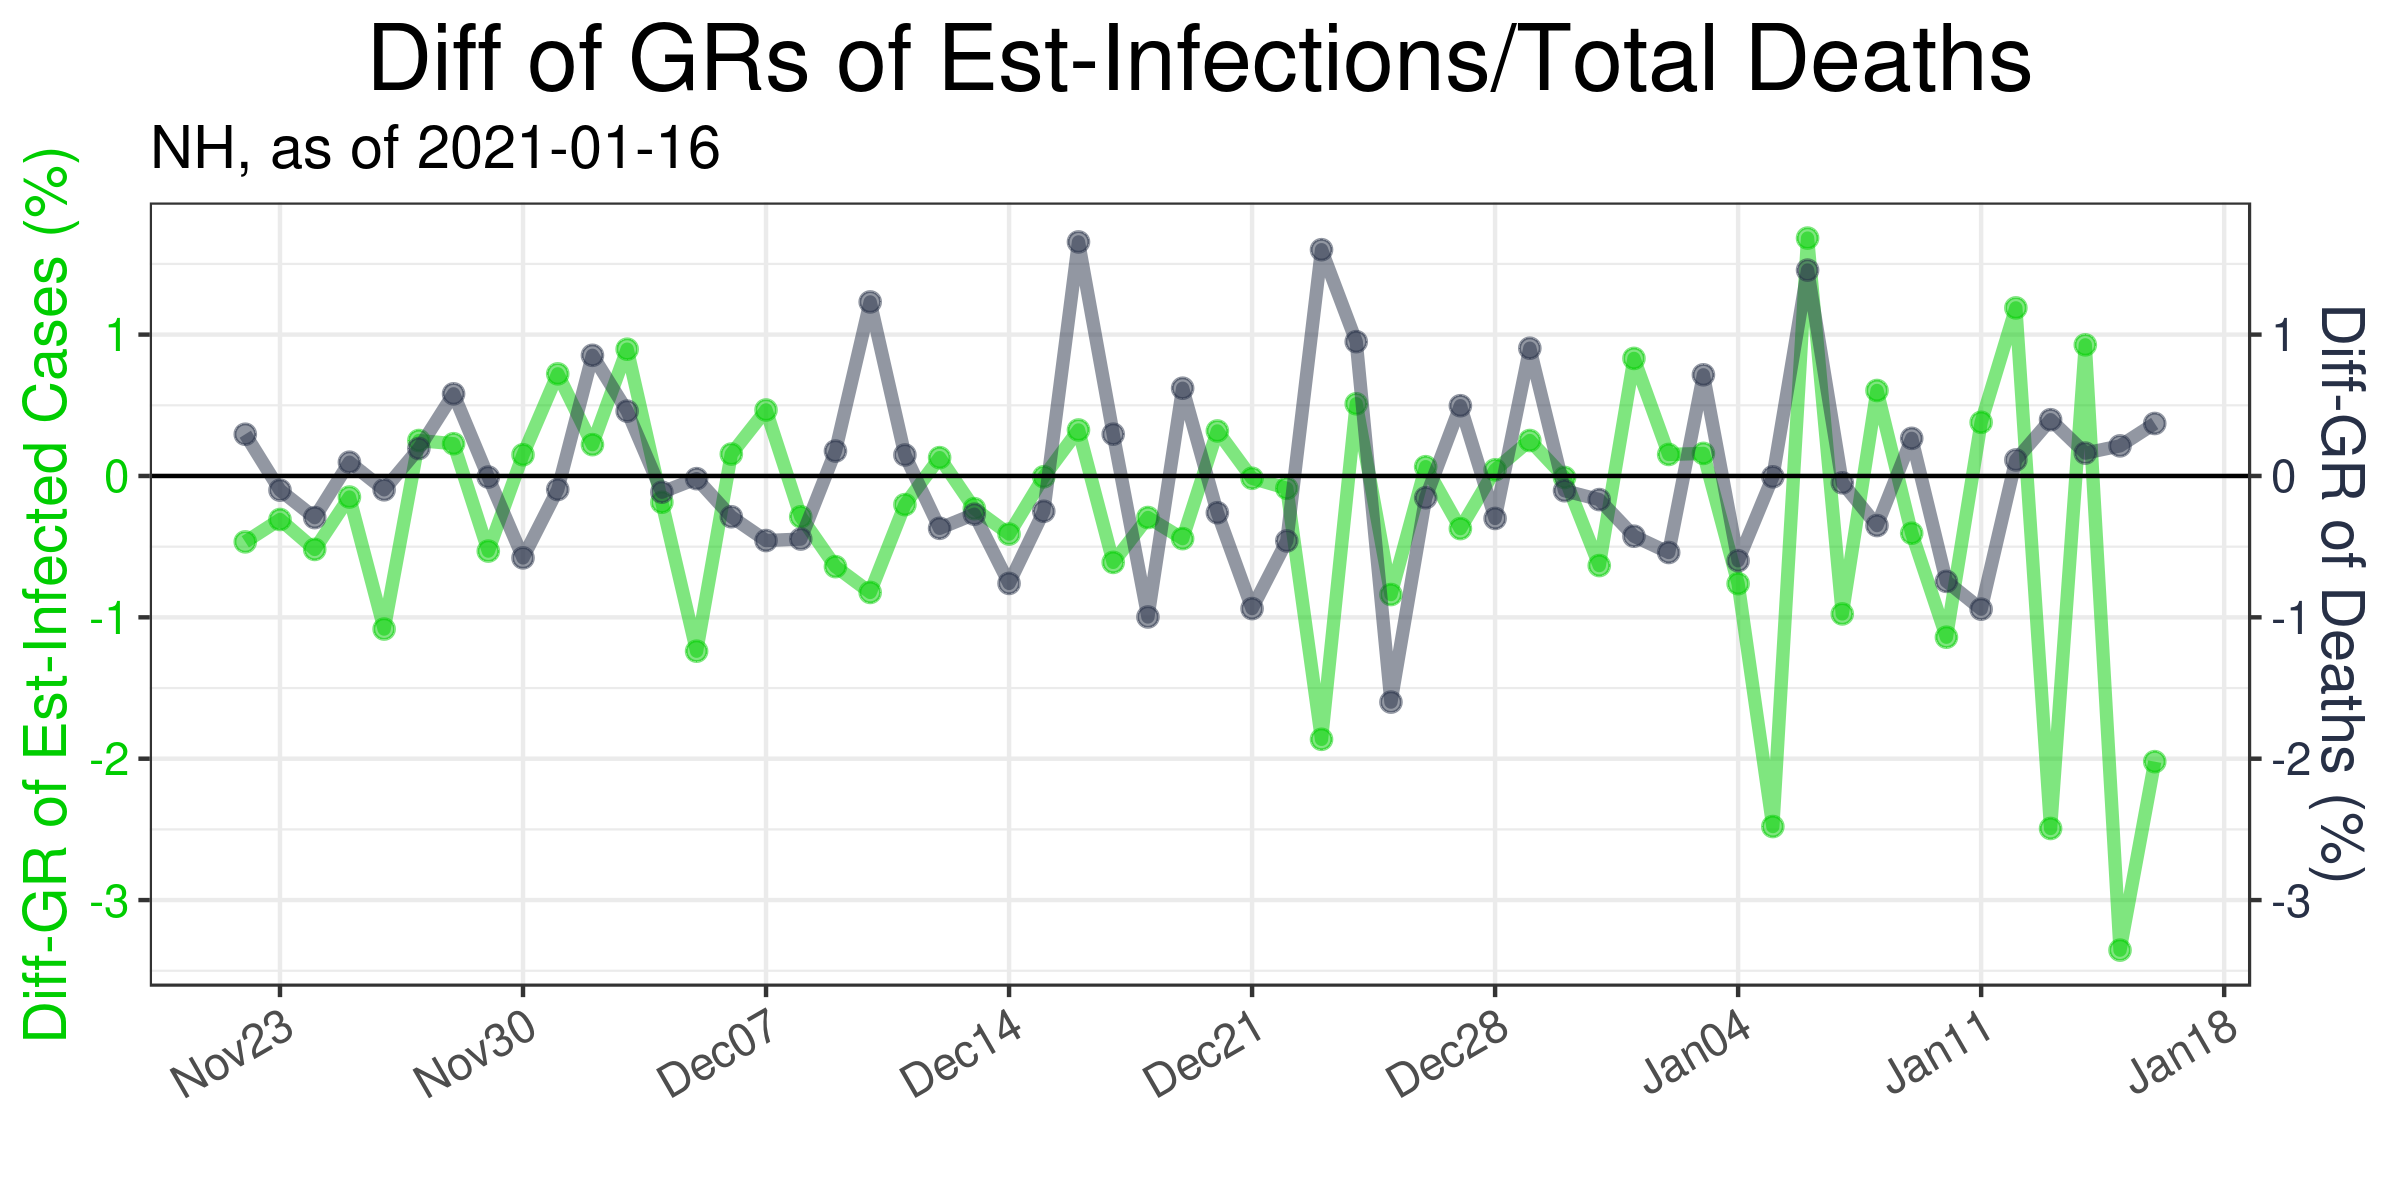 Diff of GRs of Est-Infections/Total Deaths
NH, as of 2021-01-16
Diff-GR of Est-Infected Cases (%)
1
0
-1
-2
-3
1
0
-1
-2
-3
Diff-GR of Deaths (%)
Nov23
Nov30
Dec07
Dec14
Dec21
Dec28
Jan04
Jan11
Jan18